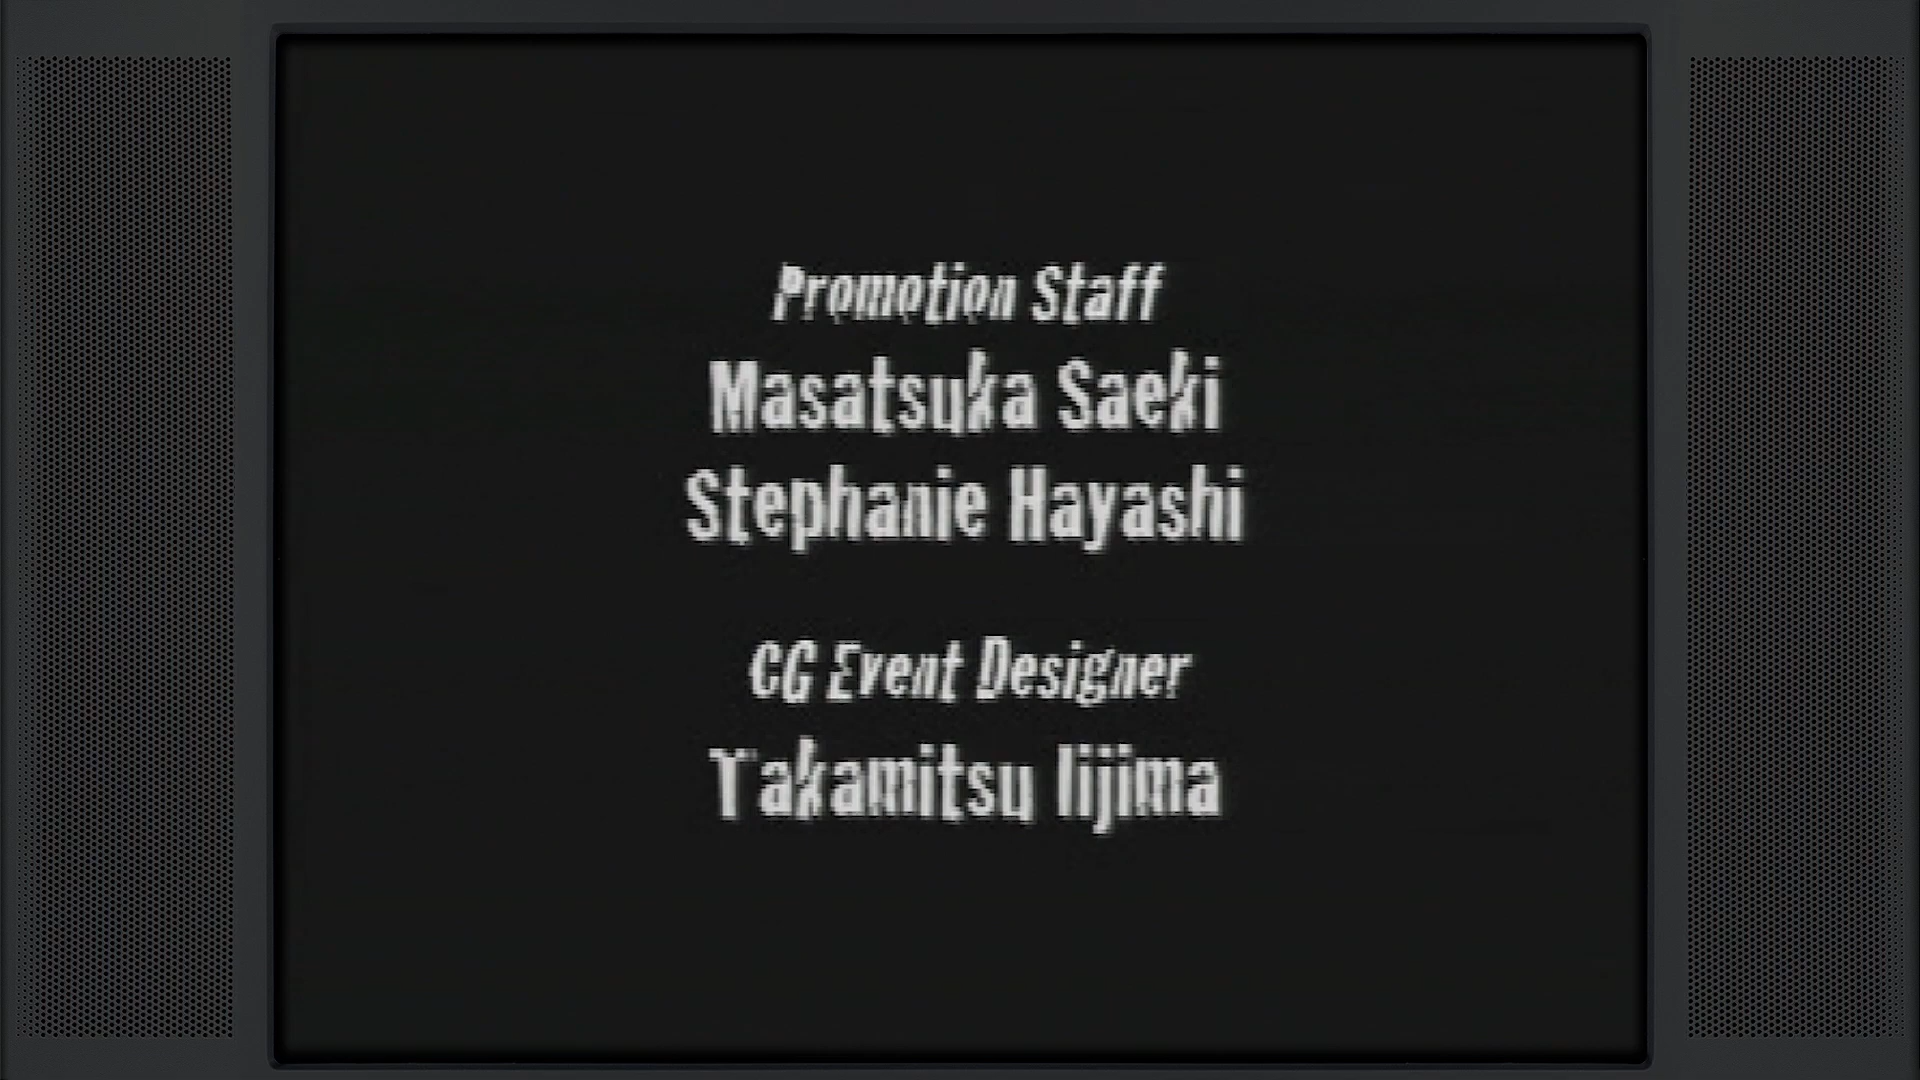 Promotion Staff
Masatsuka Saeki
Stephanie Hayashi
CG Event Designer
Takamitsu Iijima